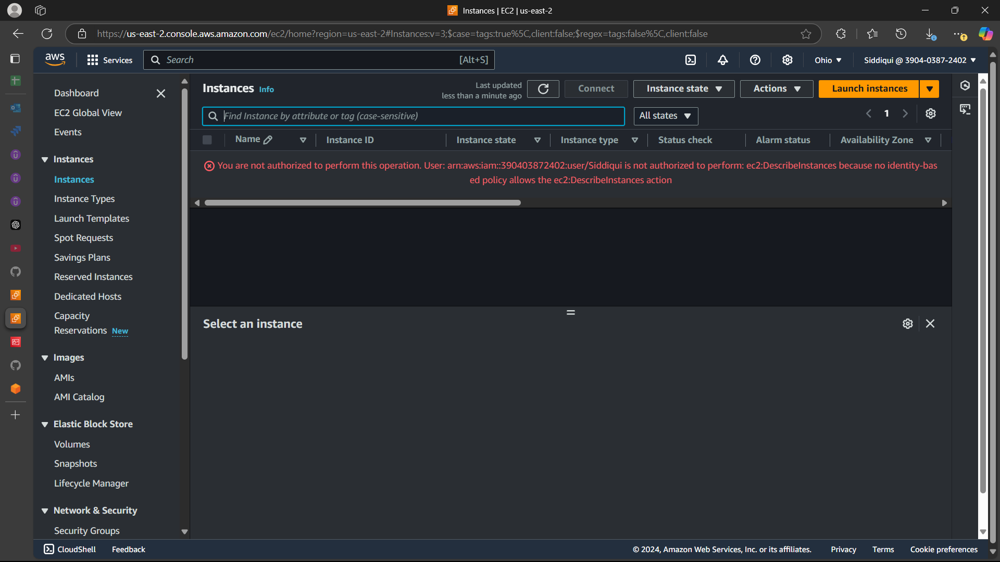 Instances | EC2 | us-east-2
https://us-east-2.console.aws.amazon.com/ec2/home?region=us-east-2#Instances:v=3;$case=tags:true%5C,client:false;$regex=tags:false%5C,client:false
aws
Services
Search
[Alt+S]
Ohio
Siddiqui @ 3904-0387-2402
Dashboard
EC2 Global View
Events
Instances
Instances
Instance Types
Launch Templates
Spot Requests
Savings Plans
Reserved Instances
Dedicated Hosts
Capacity
Reservations New
Images
AMIs
AMI Catalog
Elastic Block Store
Volumes
Snapshots
Lifecycle Manager
Network & Security
Security Groups
Instances Info
Last updated
less than a minute ago
Connect
Instance state
Actions
Launch instances
Find Instance by attribute or tag (case-sensitive)
All states
1
Name
Instance ID
Instance state
Instance type
Status check
Alarm status
Availability Zone
You are not authorized to perform this operation. User: arn:aws:iam::390403872402:user/Siddiqui is not authorized to perform: ec2:DescribeInstances because no identity-bas
ed policy allows the ec2:DescribeInstances action
Select an instance
CloudShell
Feedback
© 2024, Amazon Web Services, Inc. or its affiliates.
Privacy
Terms
Cookie preferences